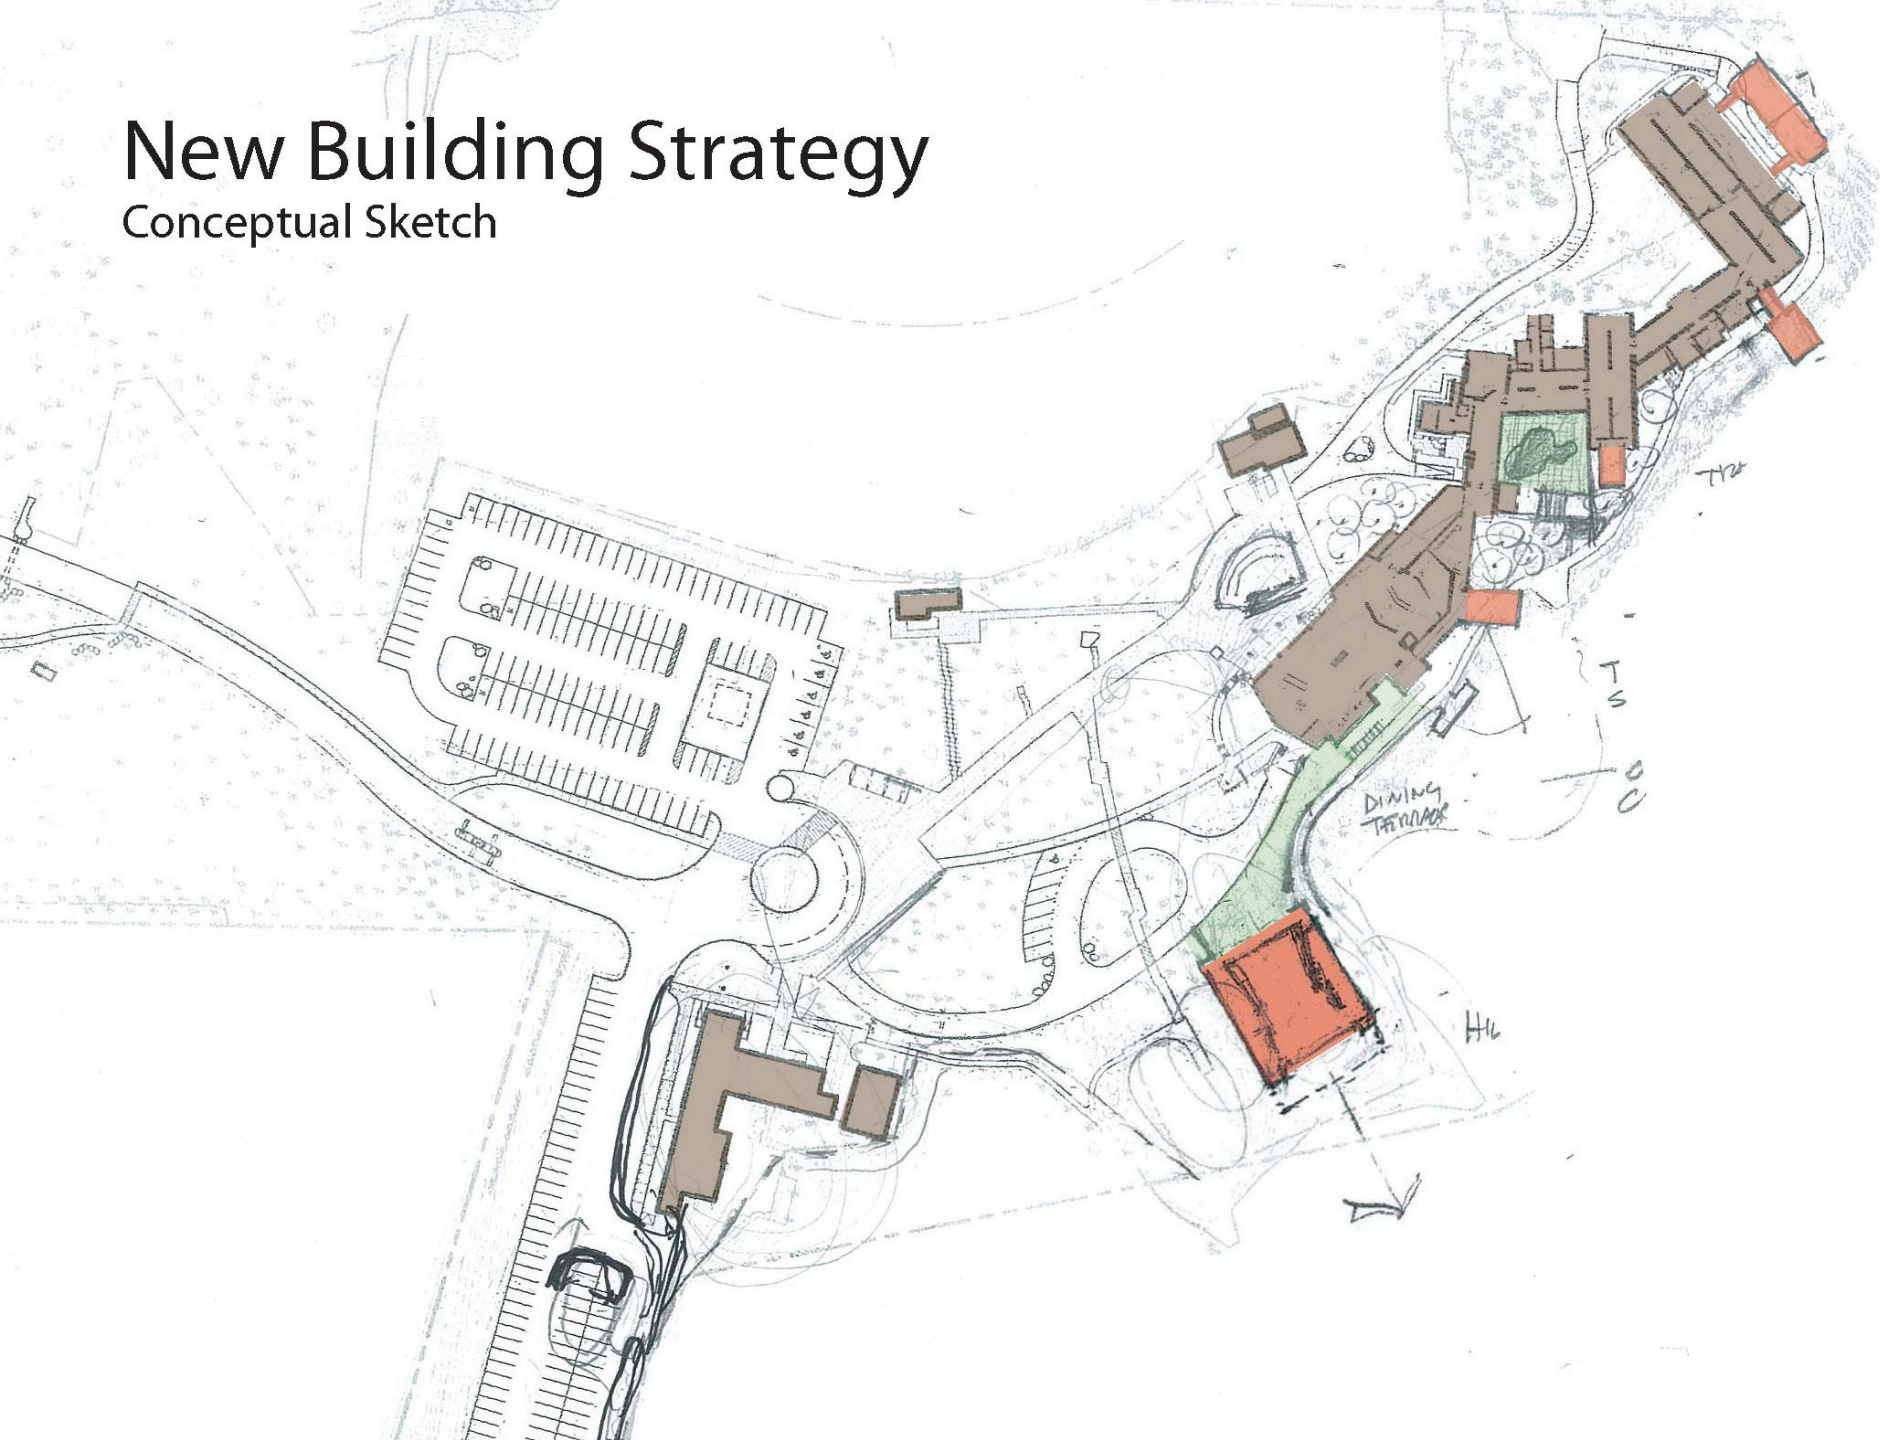 New Building Strategy
Conceptual Sketch
DINING
TERRACE
T
S
O
C